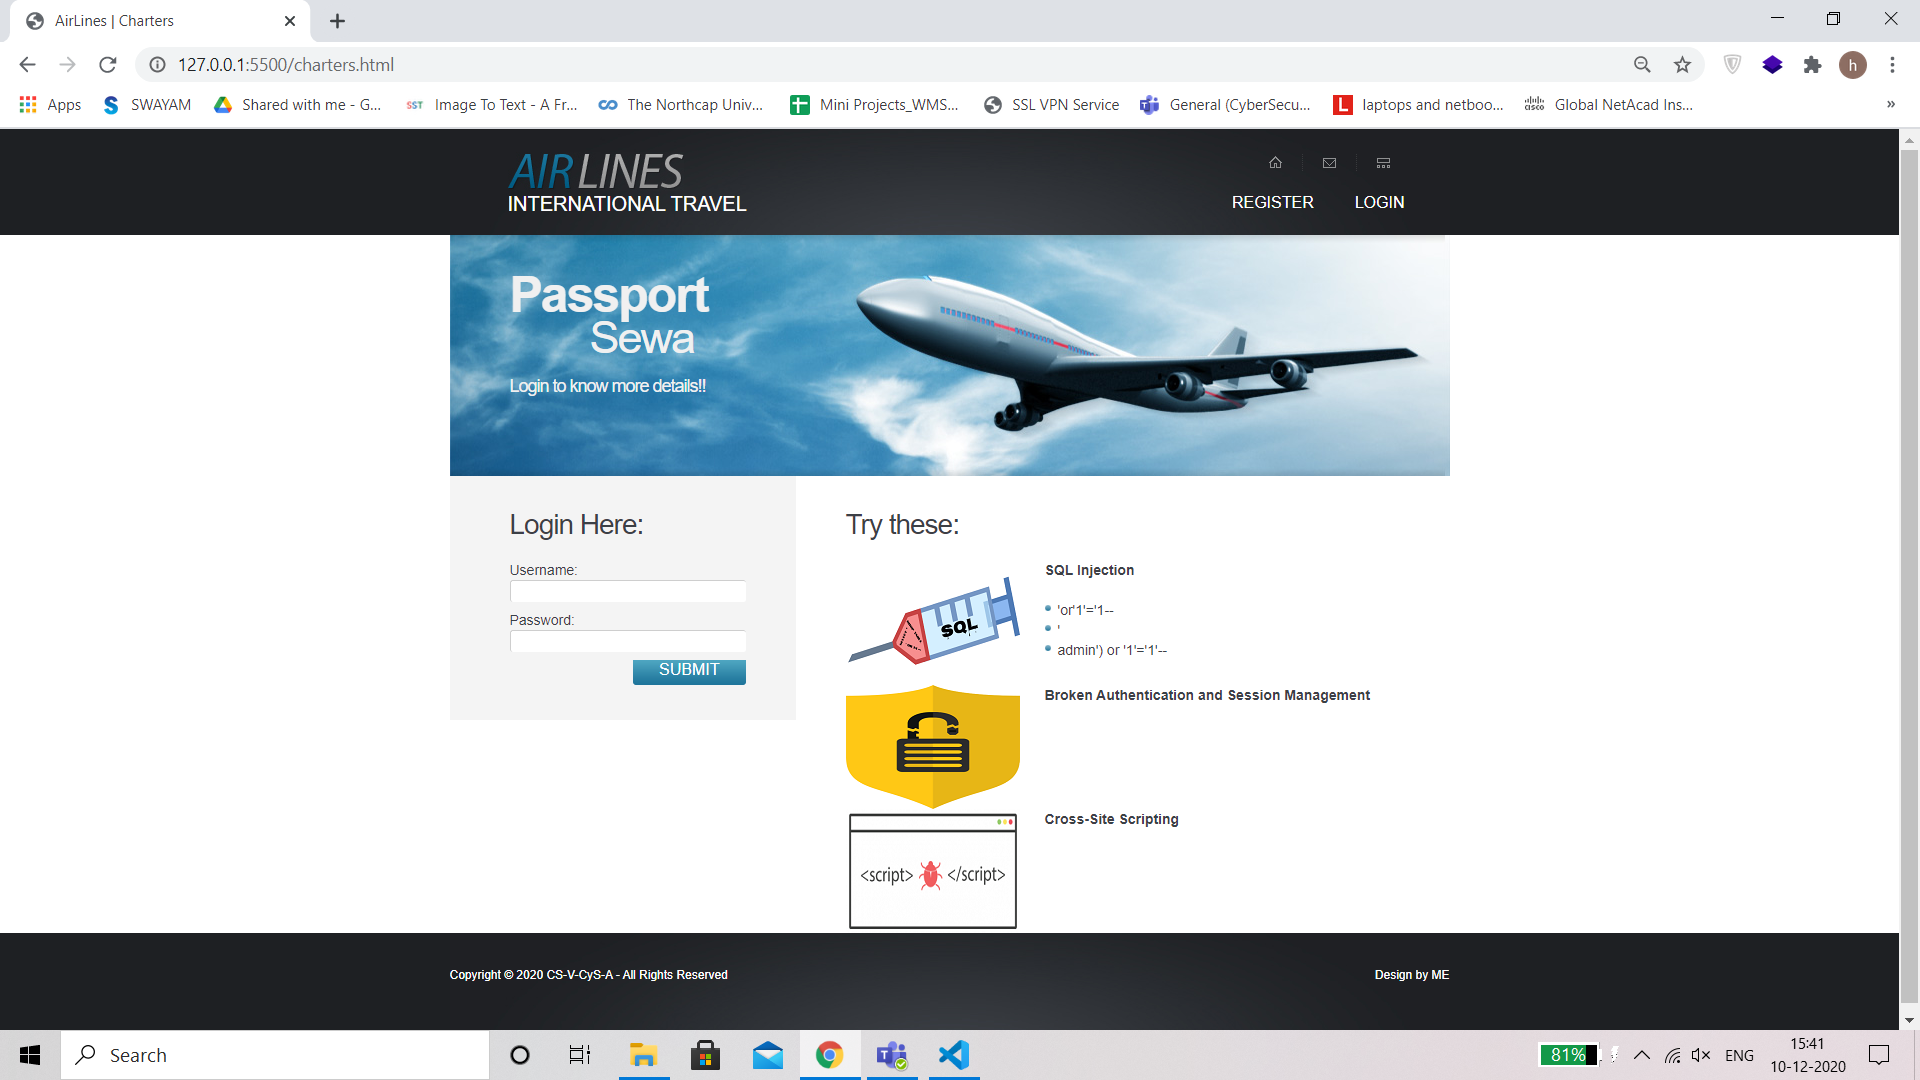 AirLines | Charters
127.0.0.1:5500/charters.html
h
Apps
SWAYAM
Shared with me - G...
SST
Image To Text - A Fr...
The Northcap Univ...
Mini Projects_WMS...
SSL VPN Service
General (CyberSecu...
L
laptops and netboo...
cisco
Global NetAcad Ins...
»
AIR LINES
INTERNATIONAL TRAVEL
REGISTER
LOGIN
Passport
Sewa
Login to know more details!!
Login Here:
Username:
Password:
SUBMIT
Try these:
SQL
SQL Injection
'or'1'='1--
'
admin') or '1'='1'--
Broken Authentication and Session Management
<script> </script>
Cross-Site Scripting
Copyright © 2020 CS-V-CyS-A - All Rights Reserved
Design by ME
Search
81%
ENG
15:41
10-12-2020